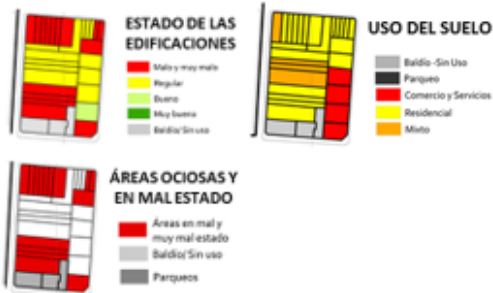 ESTADO DE LAS
EDIFICACIONES
Malo y muy malo
Regular
Bueno
Muy bueno
Baldío/ Sin uso
USO DEL SUELO
Baldío -Sin Uso
Parqueo
Comercio y Servicios
Residencial
Mixto
ÁREAS OCIOSAS Y
EN MAL ESTADO
Áreas en mal y
muy mal estado
Baldío/ Sin uso
Parqueos